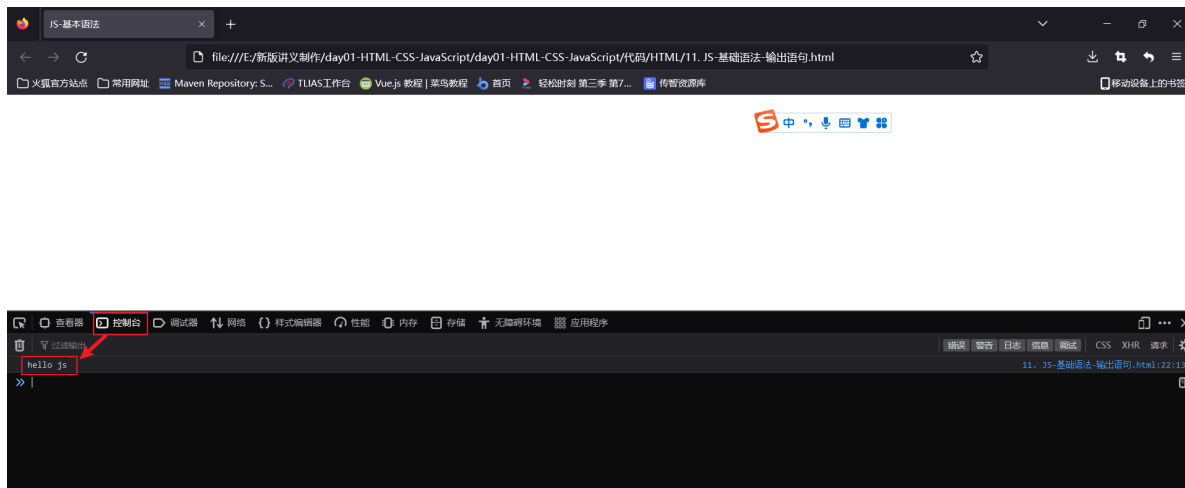 JS-基本语法
file:///E:/新版讲义制作/day01-HTML-CSS-JavaScript/day01-HTML-CSS-JavaScript/代码/HTML/11. JS-基础语法-输出语句.html
火狐官方站点 常用网址 Maven Repository: S... TLIAS工作台 Vue.js 教程 | 菜鸟教程 首页 轻松时刻 第三季 第7... 传智资源库 移动设备上的书签
中
查看器 控制台 调试器 网络 样式编辑器 性能 内存 存储 无障碍环境 应用程序
过滤输出 错误 警告 日志 信息 调试 CSS XHR 请求
hello js 11. JS-基础语法-输出语句.html:22:13